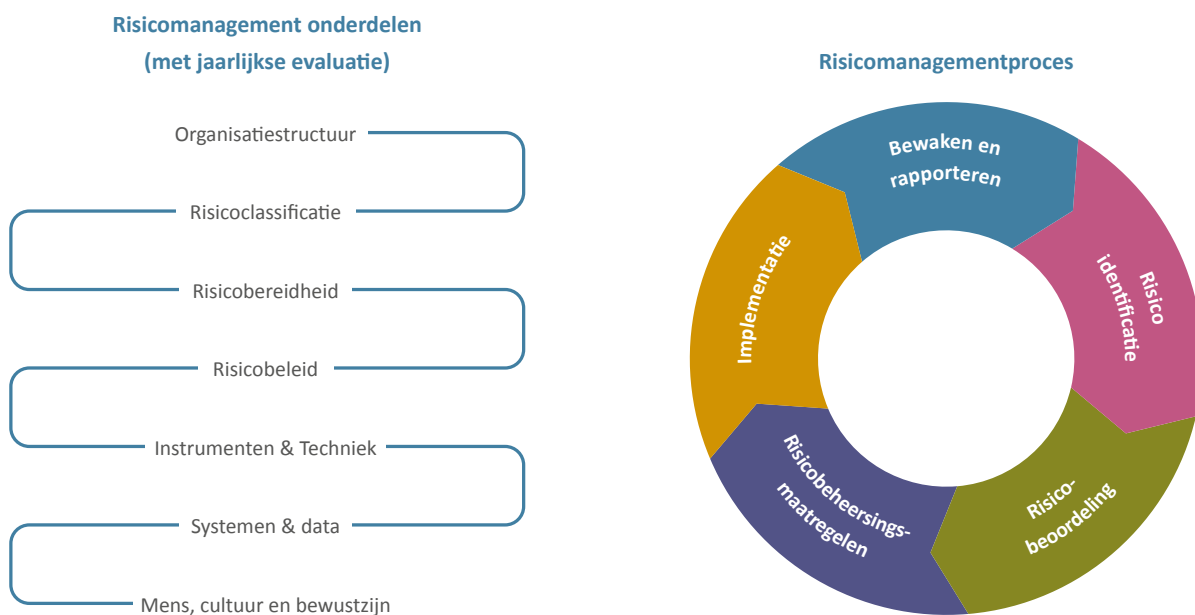 Risicomanagement onderdelen
(met jaarlijkse evaluatie)
Organisatiestructuur
Risicoclassificatie
Risicobereidheid
Risicobeleid
Instrumenten & Techniek
Systemen & data
Mens, cultuur en bewustzijn
Risicomanagementproces
Bewaken en
rapporteren
Risico
identificatie
Risico-
beoordeling
Risicobeheersings-
maatregelen
Implementatie